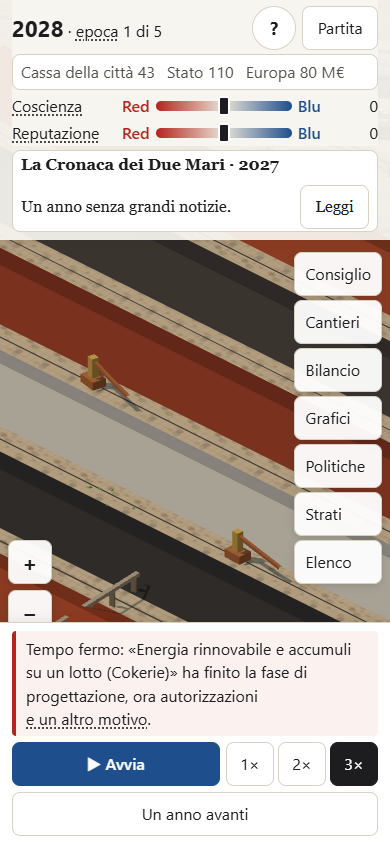 2028 · epoca 1 di 5
?
Partita
Cassa della città 43 Stato 110 Europa 80 M€
Coscienza Red Blu 0
Reputazione Red Blu 0
La Cronaca dei Due Mari · 2027
Un anno senza grandi notizie.
Leggi
Consiglio
Cantieri
Bilancio
Grafici
Politiche
Strati
Elenco
+
−
Tempo fermo: «Energia rinnovabile e accumuli
su un lotto (Cokerie)» ha finito la fase di
progettazione, ora autorizzazioni
e un altro motivo.
▶ Avvia
1×
2×
3×
Un anno avanti